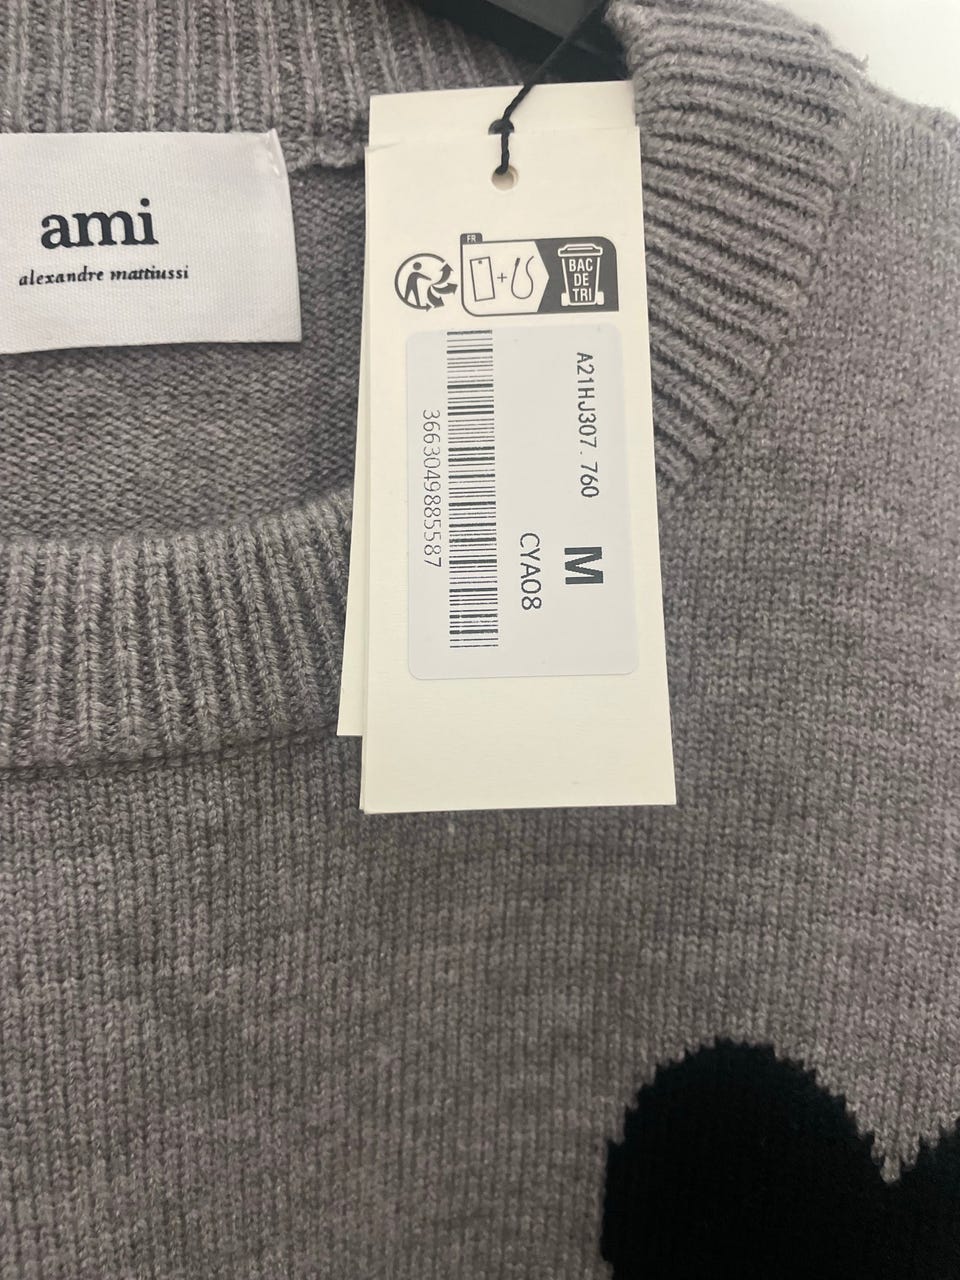 ami
alexandre mattiussi
FR
BAC
DE
TRI
A21HJ307.760
M
CYA08
3663049885587